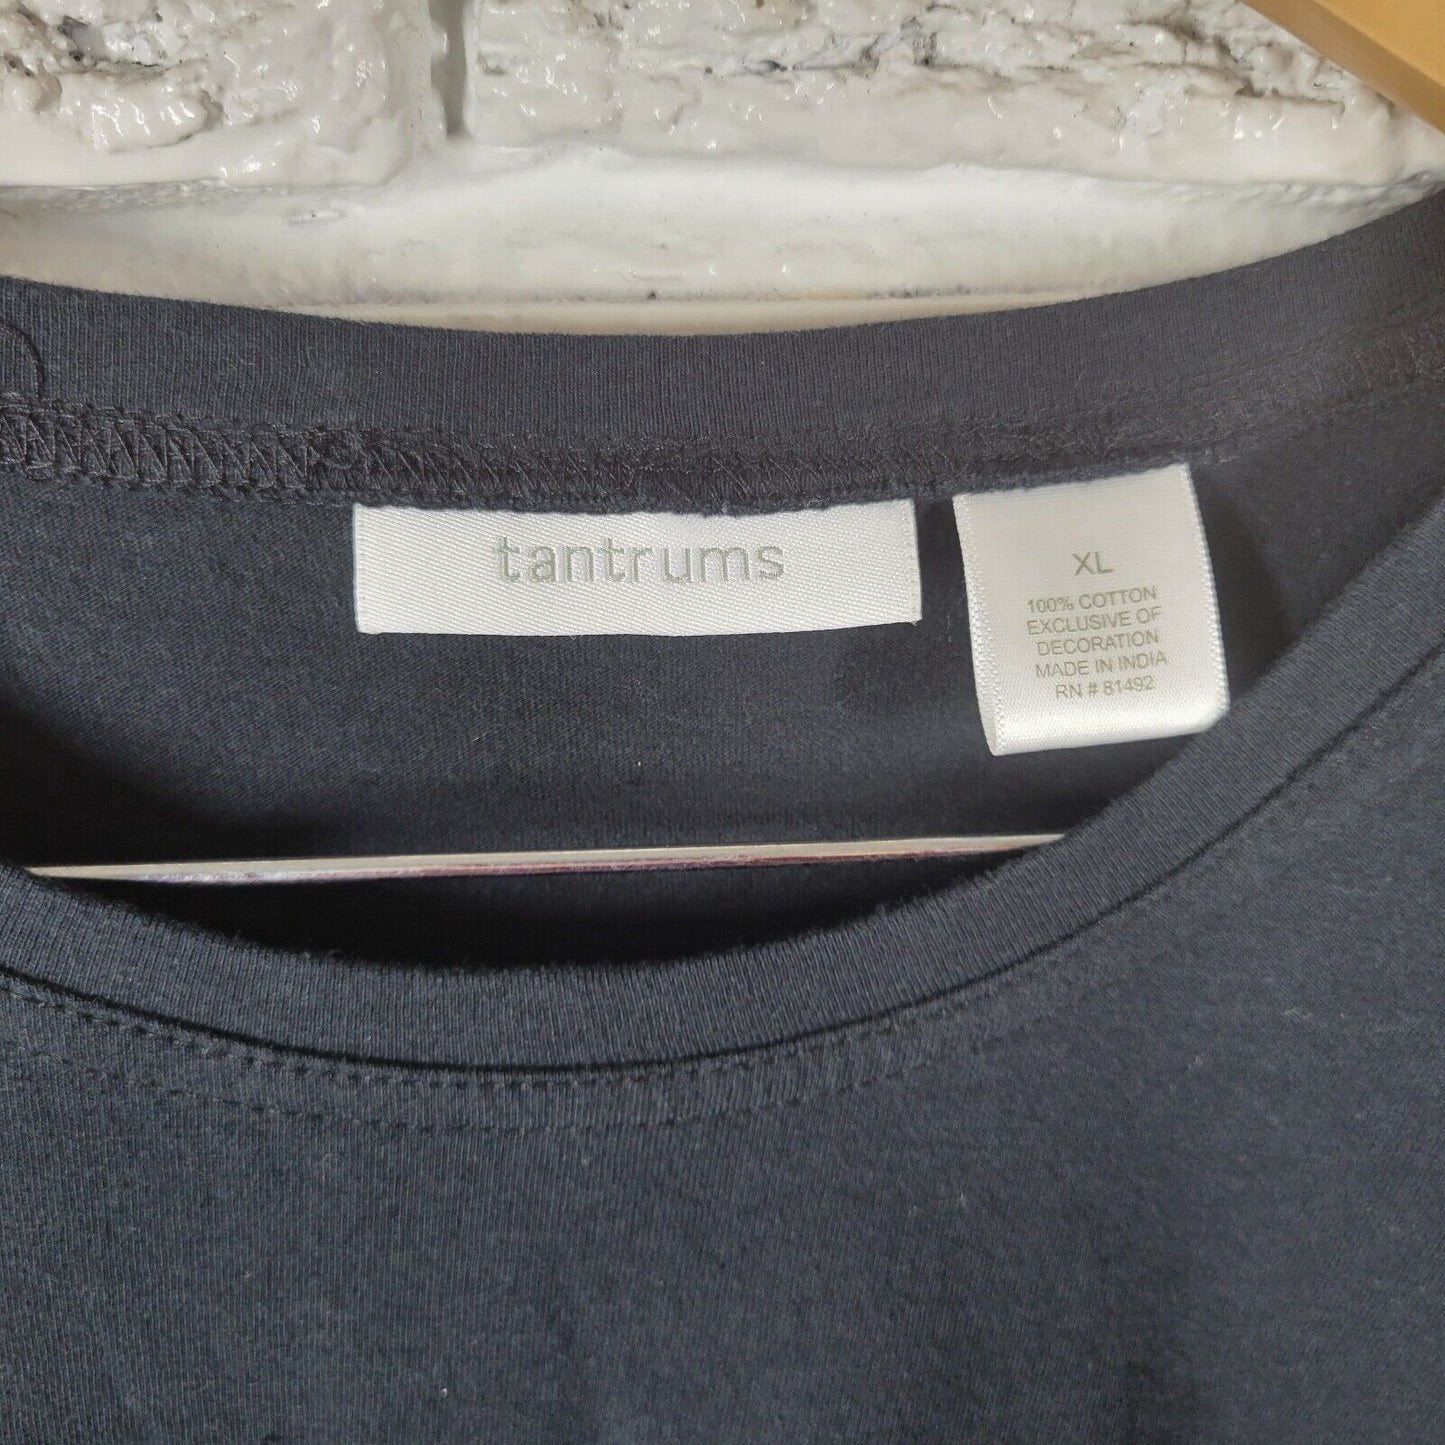 tantrums
XL
100% COTTON
EXCLUSIVE OF
DECORATION
MADE IN INDIA
RN # 81492